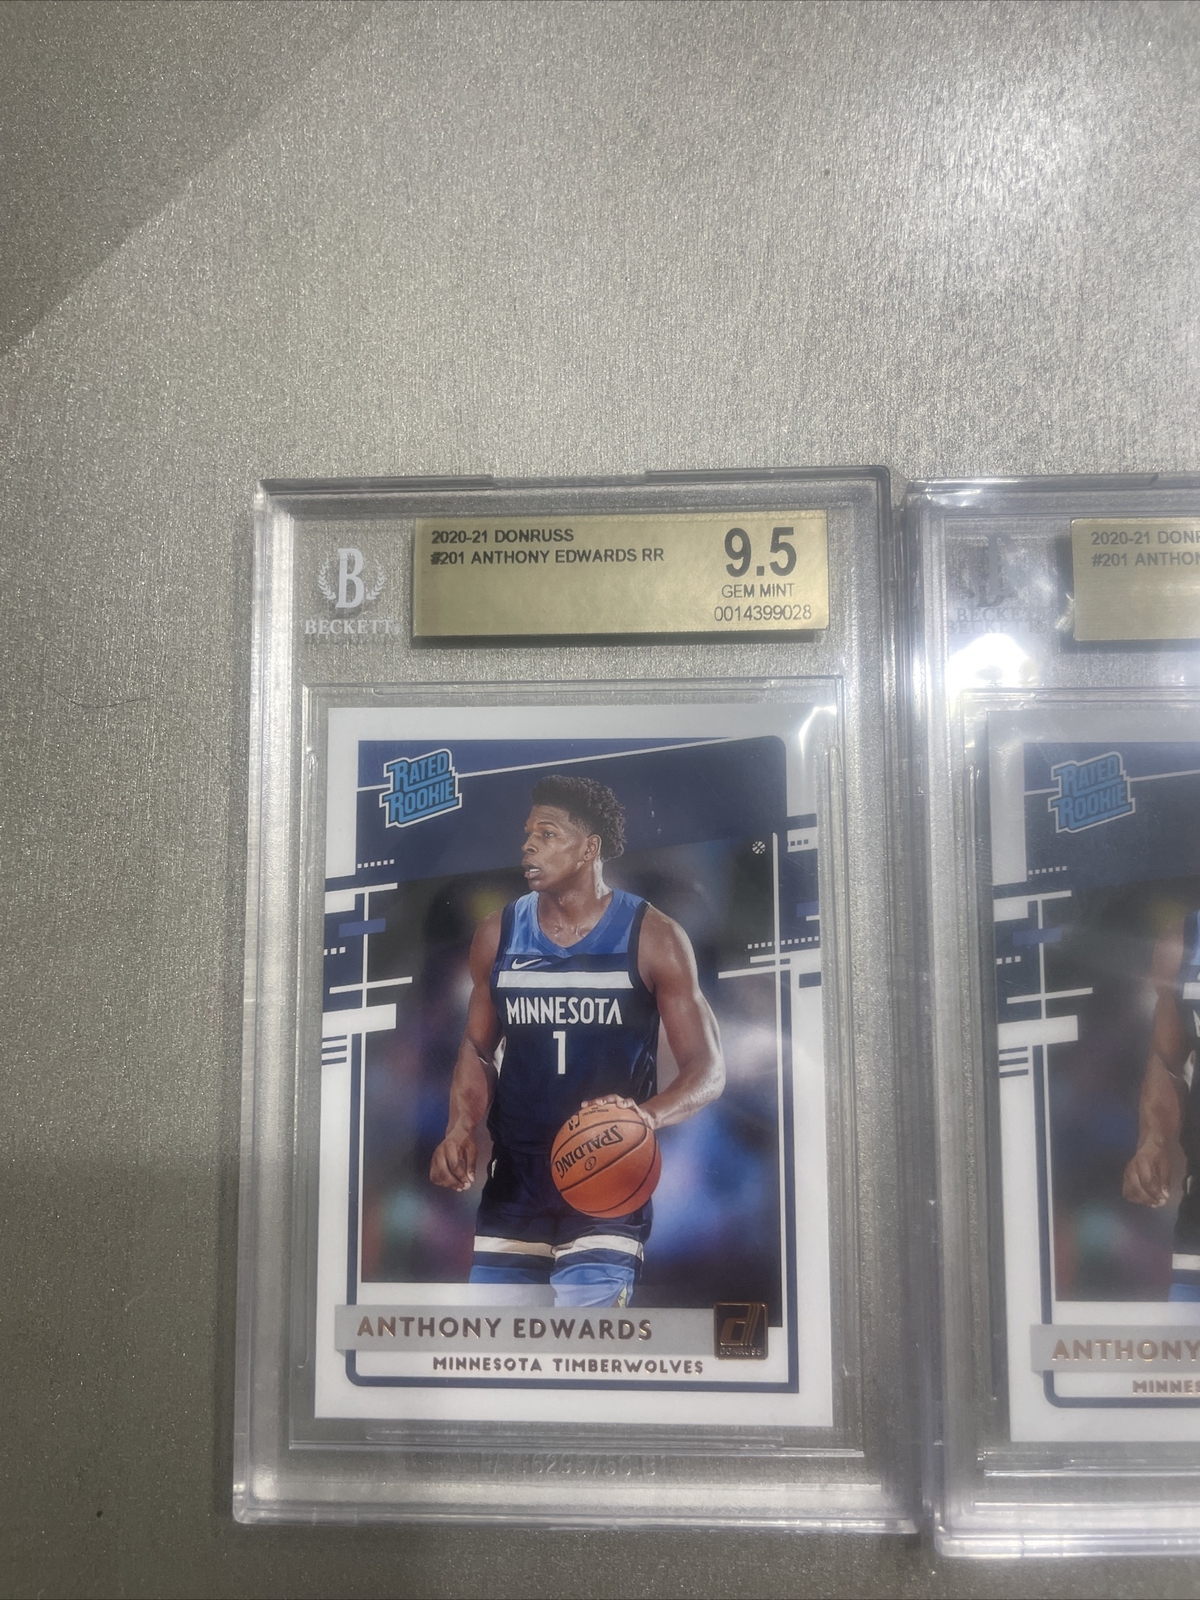 2020-21 DONRUSS
#201 ANTHONY EDWARDS RR
9.5
GEM MINT
0014399028
B
BECKETT
RATED
ROOKIE
MINNESOTA
1
SPALDING
ANTHONY EDWARDS
DONRUSS
MINNESOTA TIMBERWOLVES
2020-21 DONR
#201 ANTHON
BECKETT
RATED
ROOKIE
ANTHONY
MINNES